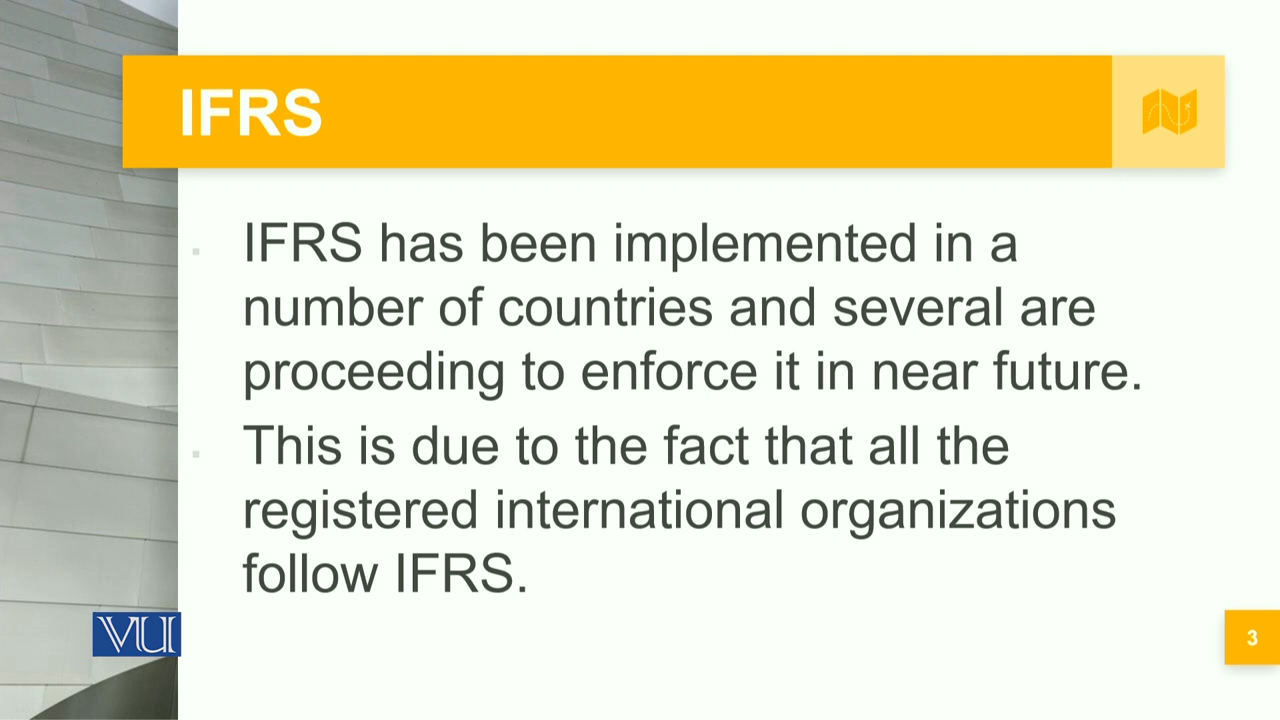 IFRS
IFRS has been implemented in a
number of countries and several are
proceeding to enforce it in near future.
This is due to the fact that all the
registered international organizations
follow IFRS.
VU
3